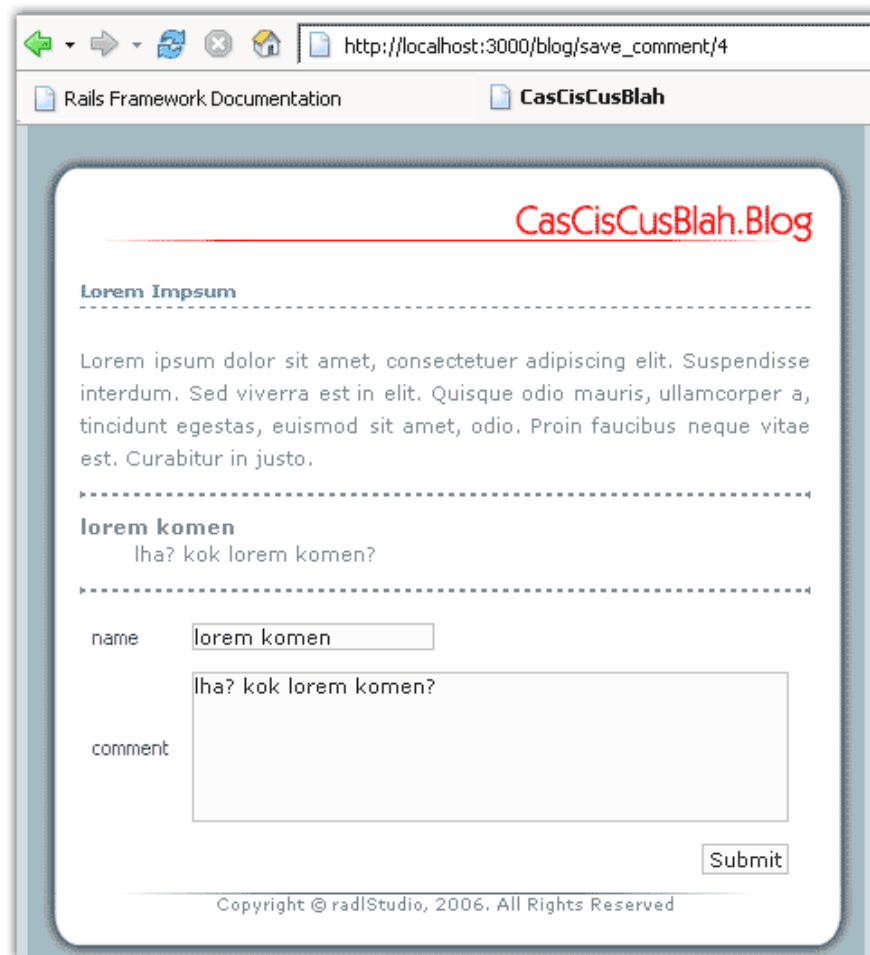 http://localhost:3000/blog/save_comment/4
Rails Framework Documentation
CasCisCusBlah
CasCisCusBlah.Blog
Lorem Impsum
Lorem ipsum dolor sit amet, consectetuer adipiscing elit. Suspendisse
interdum. Sed viverra est in elit. Quisque odio mauris, ullamcorper a,
tincidunt egestas, euismod sit amet, odio. Proin faucibus neque vitae
est. Curabitur in justo.
lorem komen
lha? kok lorem komen?
name
lorem komen
lha? kok lorem komen?
comment
Submit
Copyright © radlStudio, 2006. All Rights Reserved